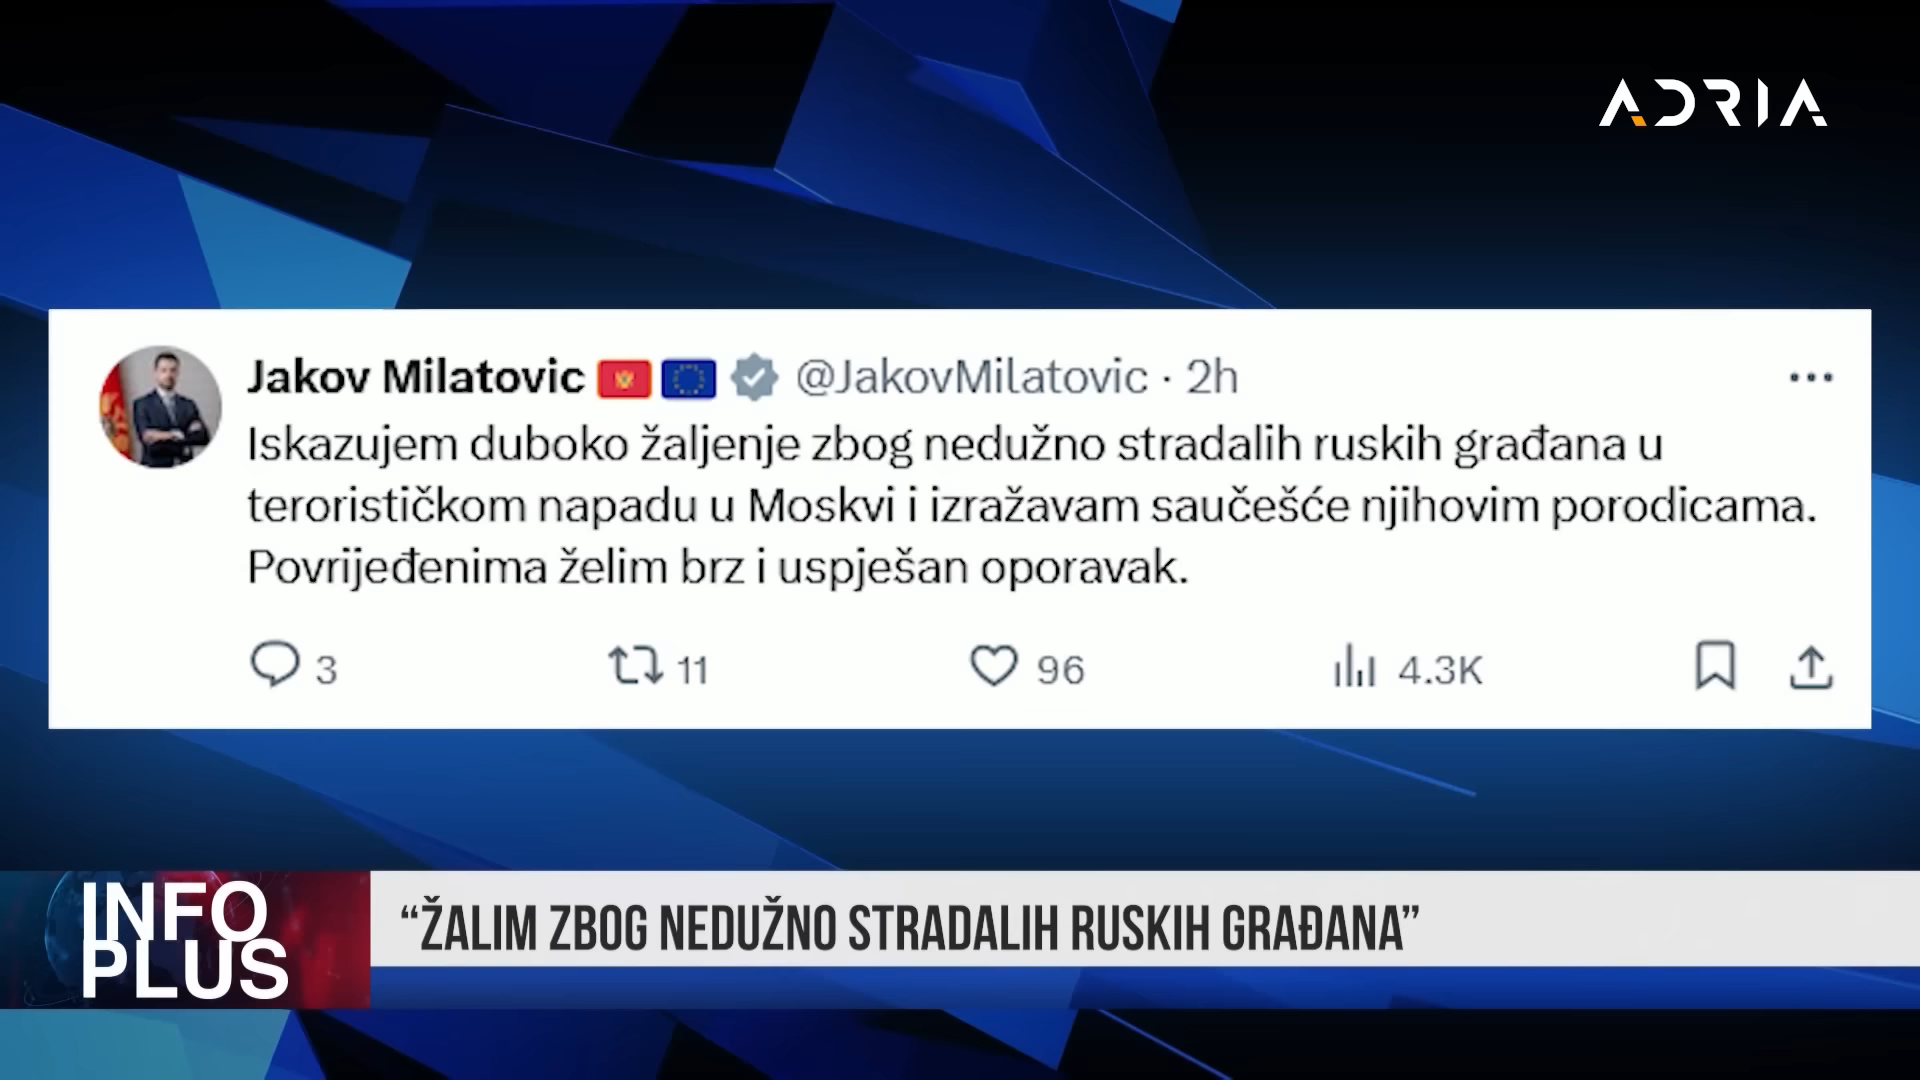 ADRIA
Jakov Milatovic @JakovMilatovic · 2h
Iskazujem duboko žaljenje zbog nedužno stradalih ruskih građana u
terorističkom napadu u Moskvi i izražavam saučešće njihovim porodicama.
Povrijeđenima želim brz i uspješan oporavak.
3 11 96 4.3K
INFO
PLUS
“ŽALIM ZBOG NEDUŽNO STRADALIH RUSKIH GRAĐANA”